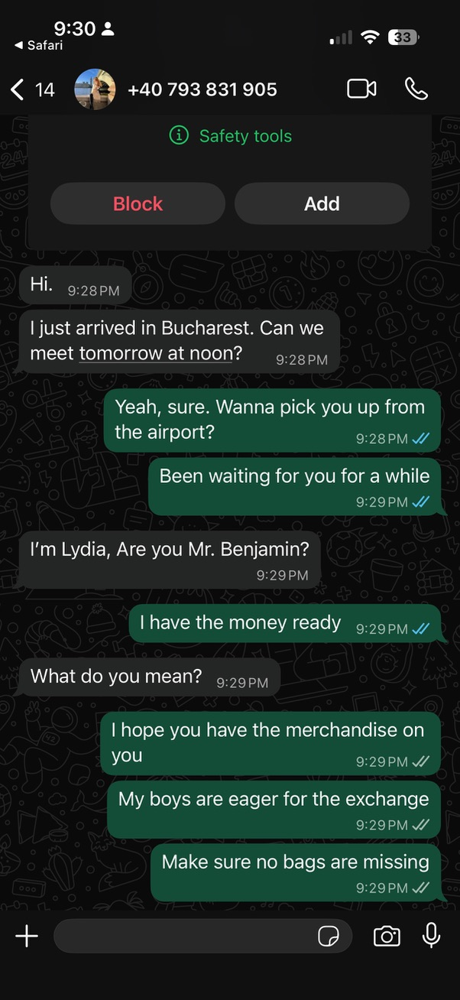 9:30
33
◀ Safari
14
+40 793 831 905
Safety tools
Block
Add
Hi.
9:28 PM
I just arrived in Bucharest. Can we
meet tomorrow at noon?
9:28 PM
Yeah, sure. Wanna pick you up from
the airport?
9:28 PM
Been waiting for you for a while
9:29 PM
I’m Lydia, Are you Mr. Benjamin?
9:29 PM
I have the money ready
9:29 PM
What do you mean?
9:29 PM
I hope you have the merchandise on
you
9:29 PM
My boys are eager for the exchange
9:29 PM
Make sure no bags are missing
9:29 PM